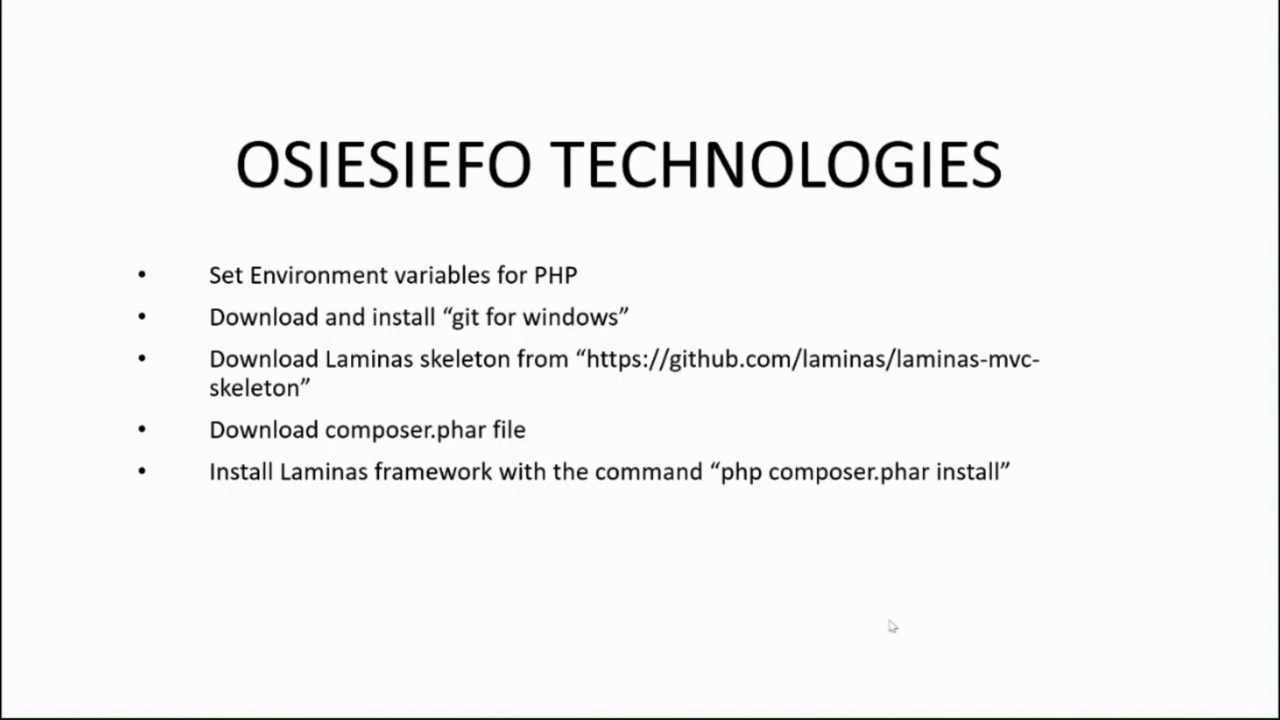 OSIESIEFO TECHNOLOGIES
• Set Environment variables for PHP
• Download and install “git for windows”
• Download Laminas skeleton from “https://github.com/laminas/laminas-mvc-
skeleton”
• Download composer.phar file
• Install Laminas framework with the command “php composer.phar install”